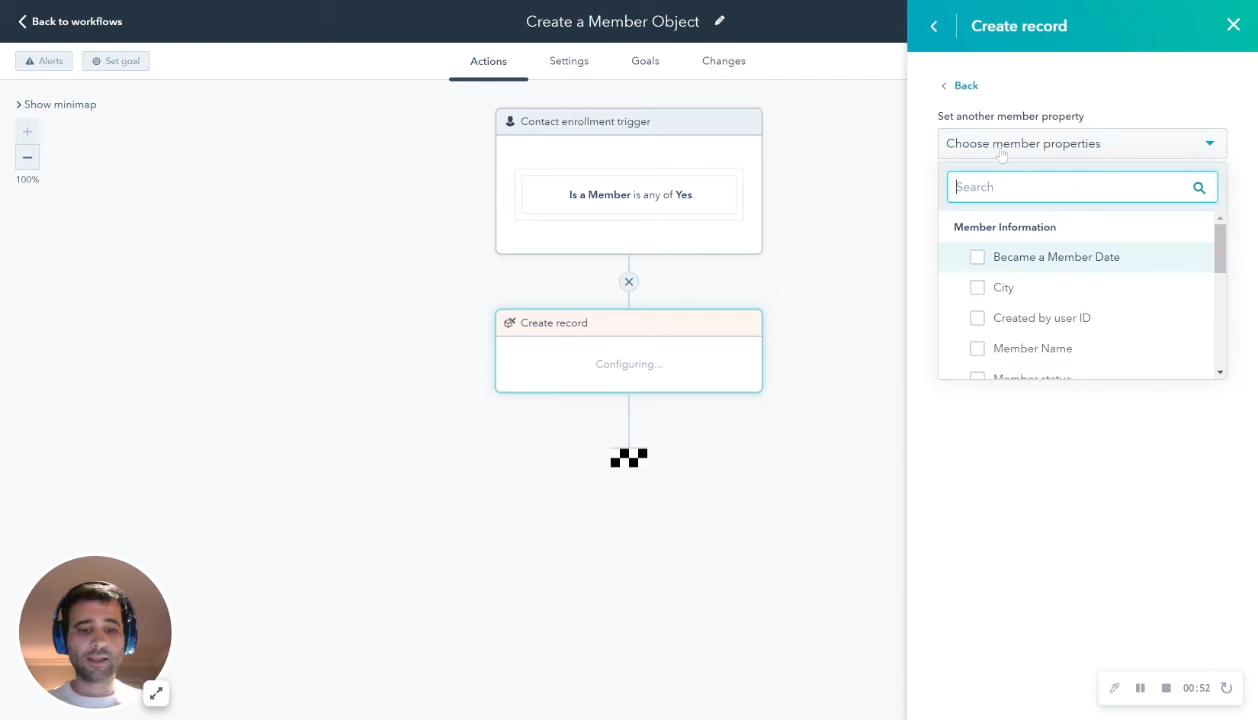 Back to workflows
Create a Member Object
Create record
Alerts
Set goal
Actions
Settings
Goals
Changes
Show minimap
100%
Contact enrollment trigger
Is a Member is any of Yes
Create record
Configuring...
Back
Set another member property
Choose member properties
Search
Member Information
Became a Member Date
City
Created by user ID
Member Name
Member status
00:52